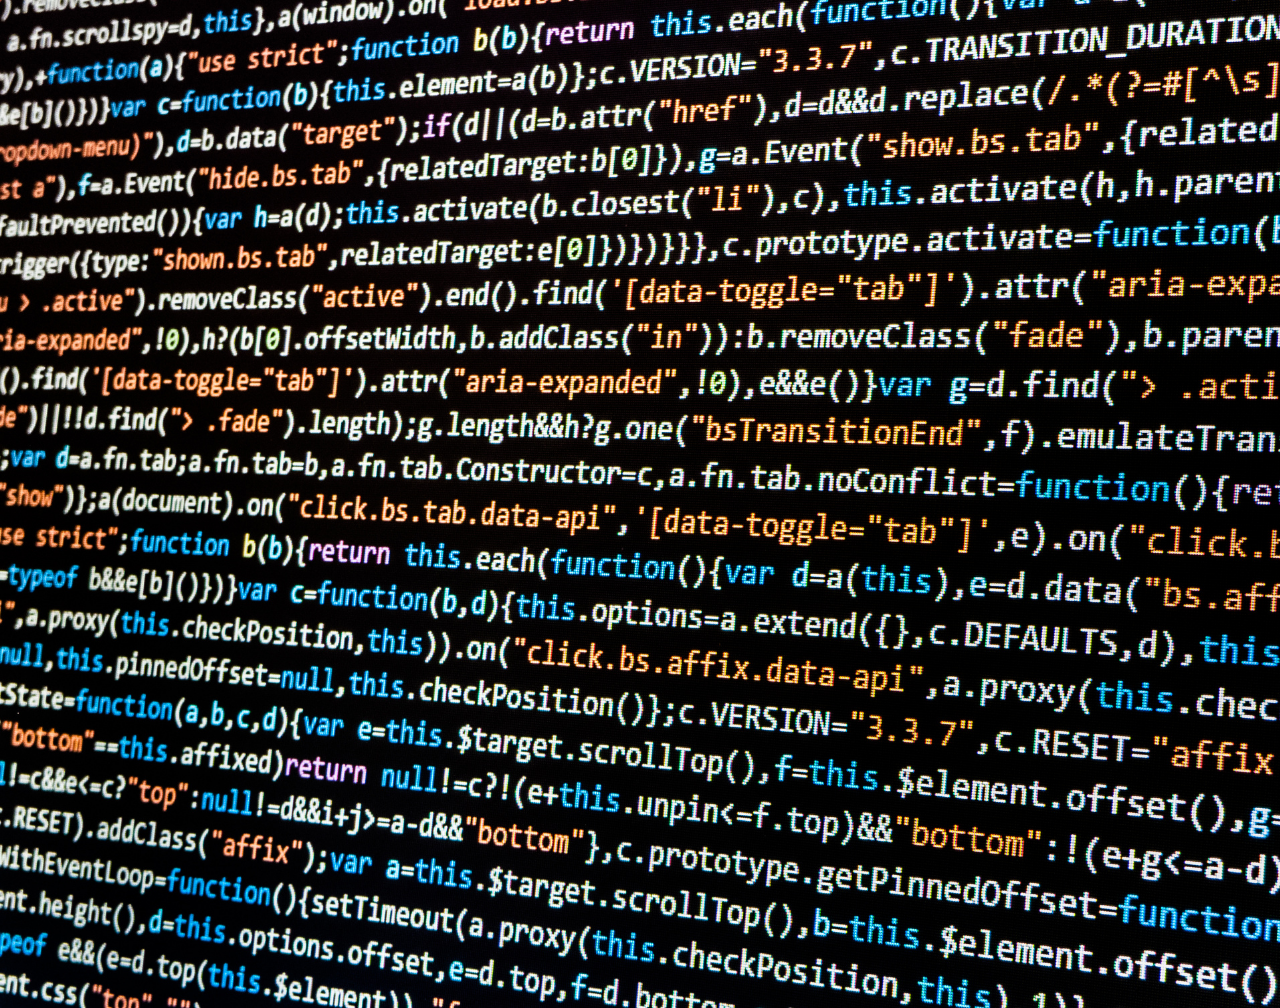 ).removeClass(
a.fn.scrollspy=d,this},a(window).on(
y),+function(a){"use strict";function b(b){return this.each(function(){var
&e[b]()})}var c=function(b){this.element=a(b)};c.VERSION="3.3.7",c.TRANSITION_DURATION
ropdown-menu)"),d=b.data("target");if(d||(d=b.attr("href"),d=d&&d.replace(/.*(?=#[^\s]
st a"),f=a.Event("hide.bs.tab",{relatedTarget:b[0]}),g=a.Event("show.bs.tab",{related
faultPrevented()){var h=a(d);this.activate(b.closest("li"),c),this.activate(h,h.paren
rigger({type:"shown.bs.tab",relatedTarget:e[0]})})}}},c.prototype.activate=function(b
u > .active").removeClass("active").end().find('[data-toggle="tab"]').attr("aria-expa
ria-expanded",!0),h?(b[0].offsetWidth,b.addClass("in")):b.removeClass("fade"),b.paren
().find('[data-toggle="tab"]').attr("aria-expanded",!0),e&&e()}var g=d.find("> .acti
de")||!!d.find("> .fade").length);g.length&&h?g.one("bsTransitionEnd",f).emulateTran
;var d=a.fn.tab;a.fn.tab=b,a.fn.tab.Constructor=c,a.fn.tab.noConflict=function(){ret
"show")};a(document).on("click.bs.tab.data-api",'[data-toggle="tab"]',e).on("click.b
use strict";function b(b){return this.each(function(){var d=a(this),e=d.data("bs.aff
=typeof b&&e[b]()})}var c=function(b,d){this.options=a.extend({},c.DEFAULTS,d),this
",a.proxy(this.checkPosition,this)).on("click.bs.affix.data-api",a.proxy(this.chec
null,this.pinnedOffset=null,this.checkPosition()};c.VERSION="3.3.7",c.RESET="affix
tState=function(a,b,c,d){var e=this.$target.scrollTop(),f=this.$element.offset(),g=
"bottom"==this.affixed)return null!=c?!(e+this.unpin<=f.top)&&"bottom":!(e+g<=a-d)
l!=c&&e<=c?"top":null!=d&&i+j>=a-d&&"bottom"},c.prototype.getPinnedOffset=function
.RESET).addClass("affix");var a=this.$target.scrollTop(),b=this.$element.offset()
WithEventLoop=function(){setTimeout(a.proxy(this.checkPosition,this),1)}
ent.height(),d=this.options.offset,e=d.top,f=d.bottom
peof e&&(e=d.top(this.$element)),"f
ent.css("top","")